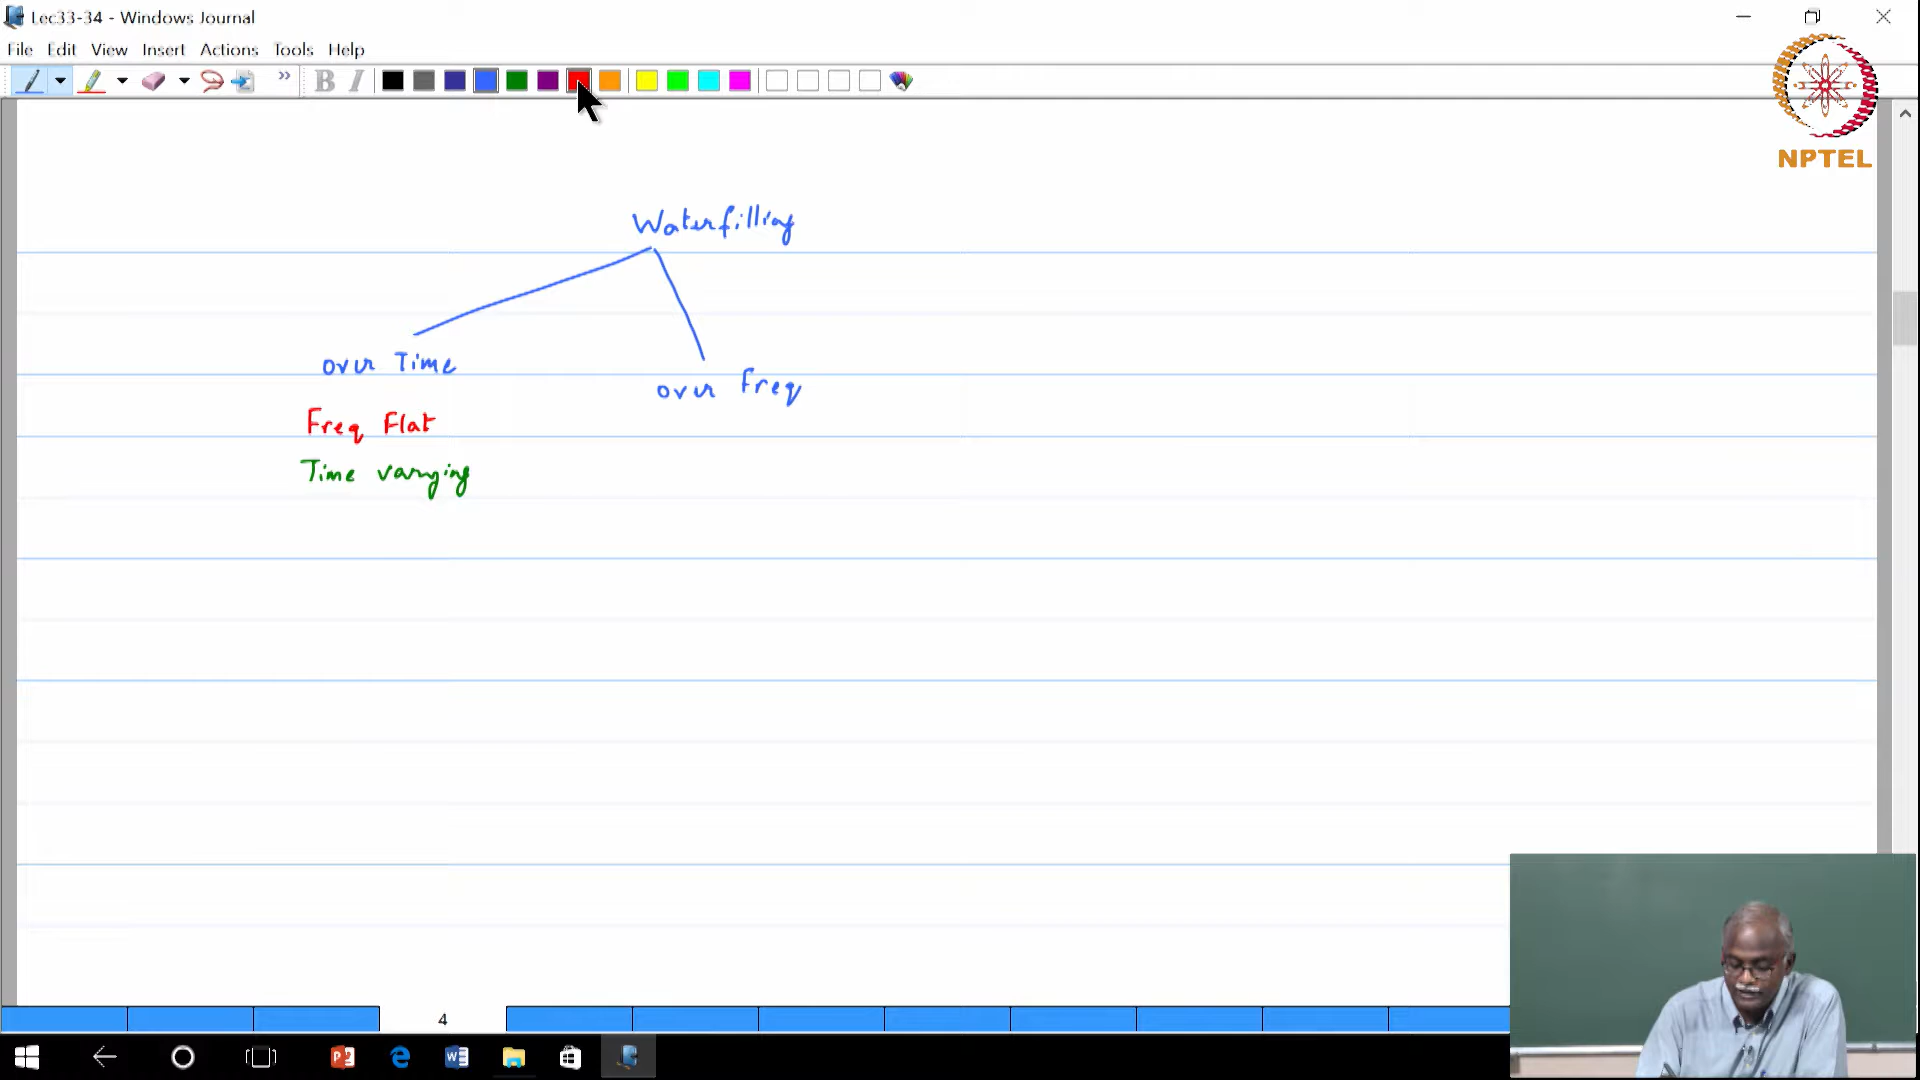 Lec33-34 - Windows Journal
File Edit View Insert Actions Tools Help
B I
NPTEL
Waterfilling
over Time
over Freq
Freq Flat
Time varying
4